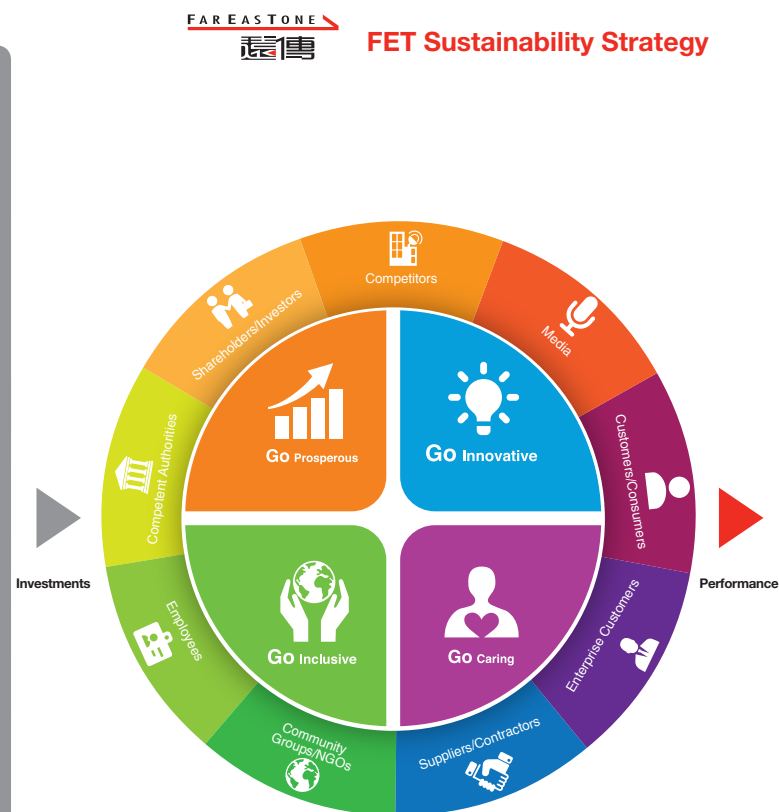 FAREASTONE
遠傳
FET Sustainability Strategy
Competitors
Shareholders/Investors
Media
Competent Authorities
Customers/Consumers
Go Prosperous
Go Innovative
Investments
Performance
Employees
Enterprise Customers
Go Inclusive
Go Caring
Community
Groups/NGOs
Suppliers/Contractors